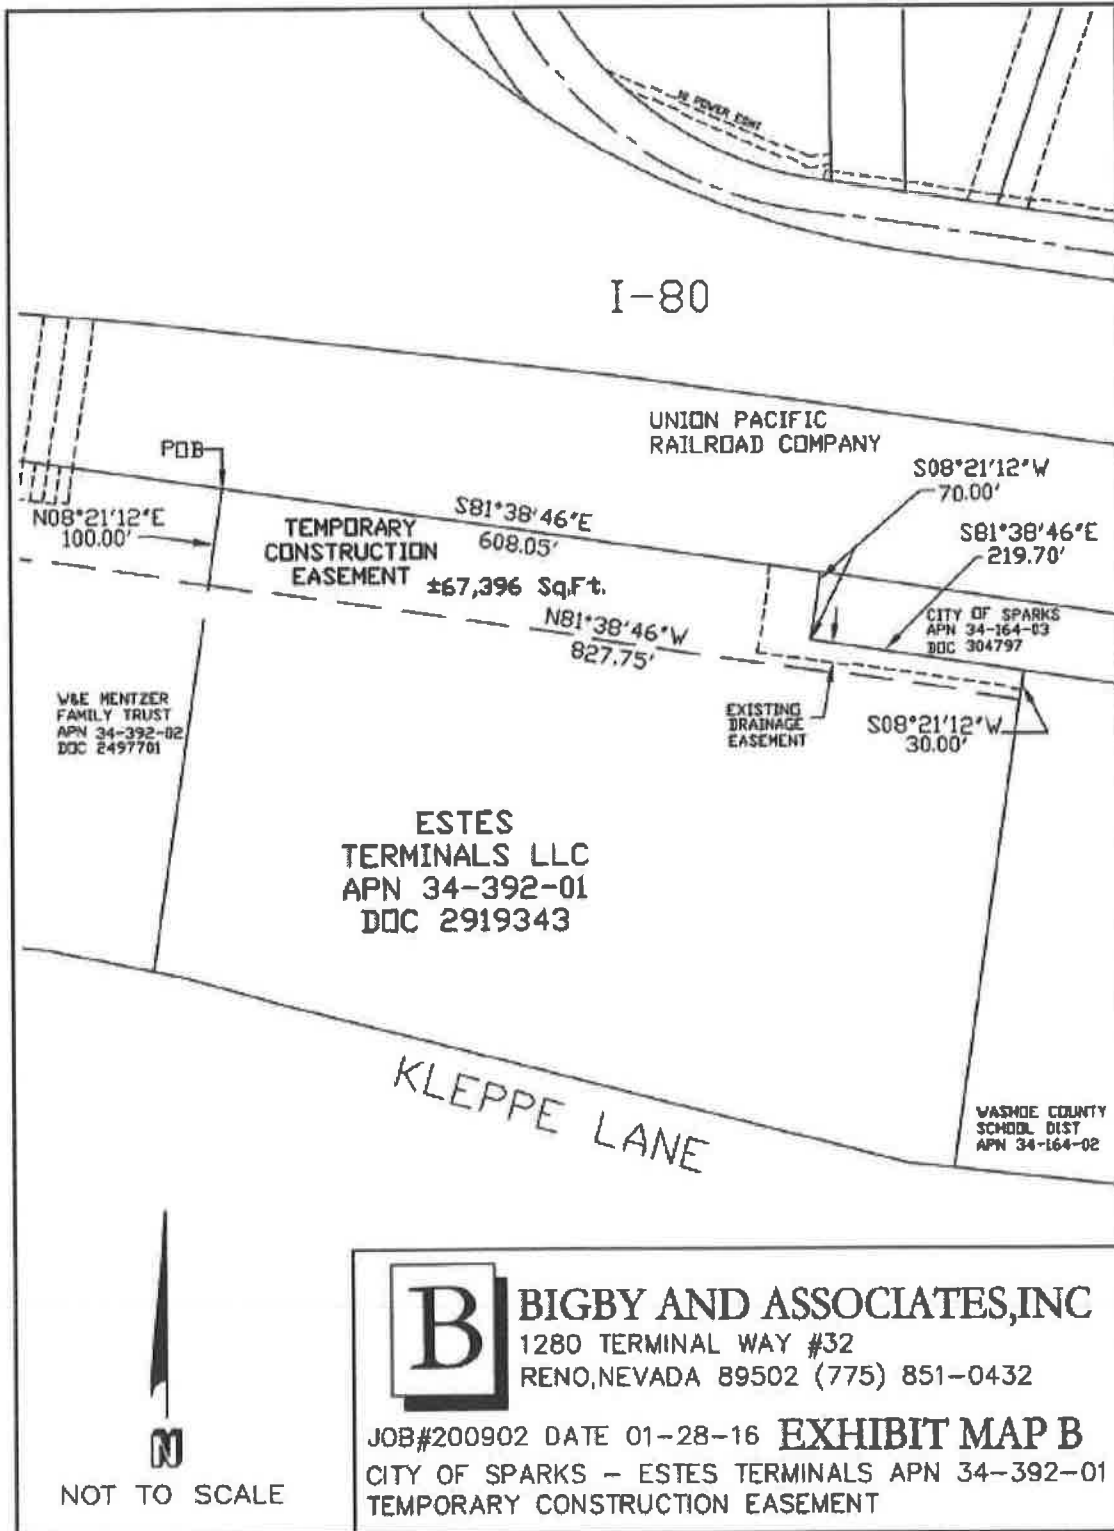 10 POWER ESMT
I-80
UNION PACIFIC
RAILROAD COMPANY
POB
S08°21'12"W
70.00'
N08°21'12"E
100.00'
TEMPORARY
CONSTRUCTION
EASEMENT
S81°38'46"E
608.05'
±67,396 Sq.Ft.
S81°38'46"E
219.70'
N81°38'46"W
827.75'
CITY OF SPARKS
APN 34-164-03
DOC 304797
W&E MENTZER
FAMILY TRUST
APN 34-392-02
DOC 2497701
EXISTING
DRAINAGE
EASEMENT
S08°21'12"W
30.00'
ESTES
TERMINALS LLC
APN 34-392-01
DOC 2919343
KLEPPE LANE
WASHOE COUNTY
SCHOOL DIST
APN 34-164-02
N
NOT TO SCALE
B
BIGBY AND ASSOCIATES,INC
1280 TERMINAL WAY #32
RENO,NEVADA 89502 (775) 851-0432
JOB#200902 DATE 01-28-16 EXHIBIT MAP B
CITY OF SPARKS - ESTES TERMINALS APN 34-392-01
TEMPORARY CONSTRUCTION EASEMENT